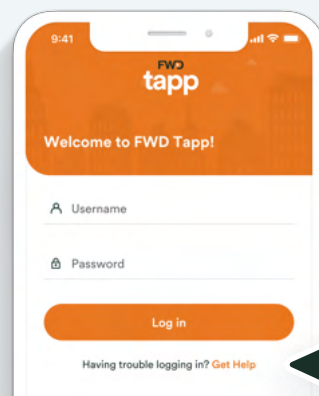 9:41
FWD
tapp
Welcome to FWD Tapp!
Username
Password
Log in
Having trouble logging in? Get Help